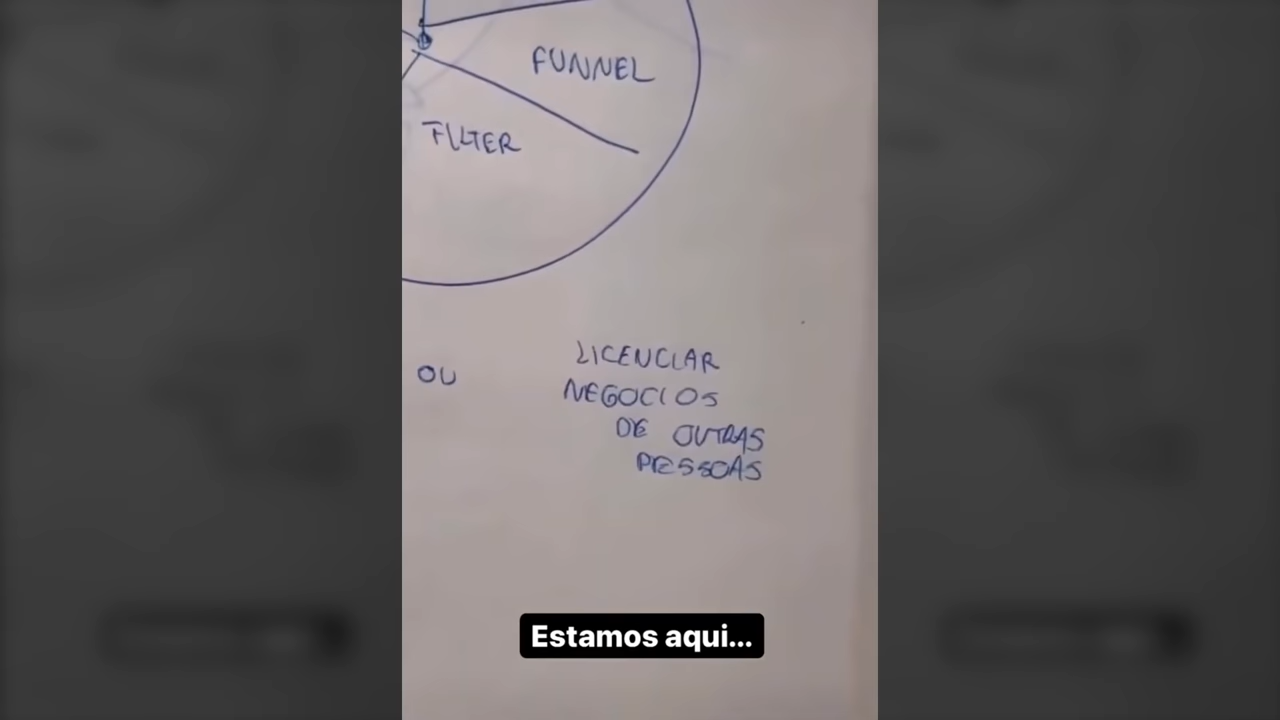 FUNNEL
FILTER
OU
LICENCIAR
NEGOCIOS
DE OUTRAS
PESSOAS
Estamos aqui...